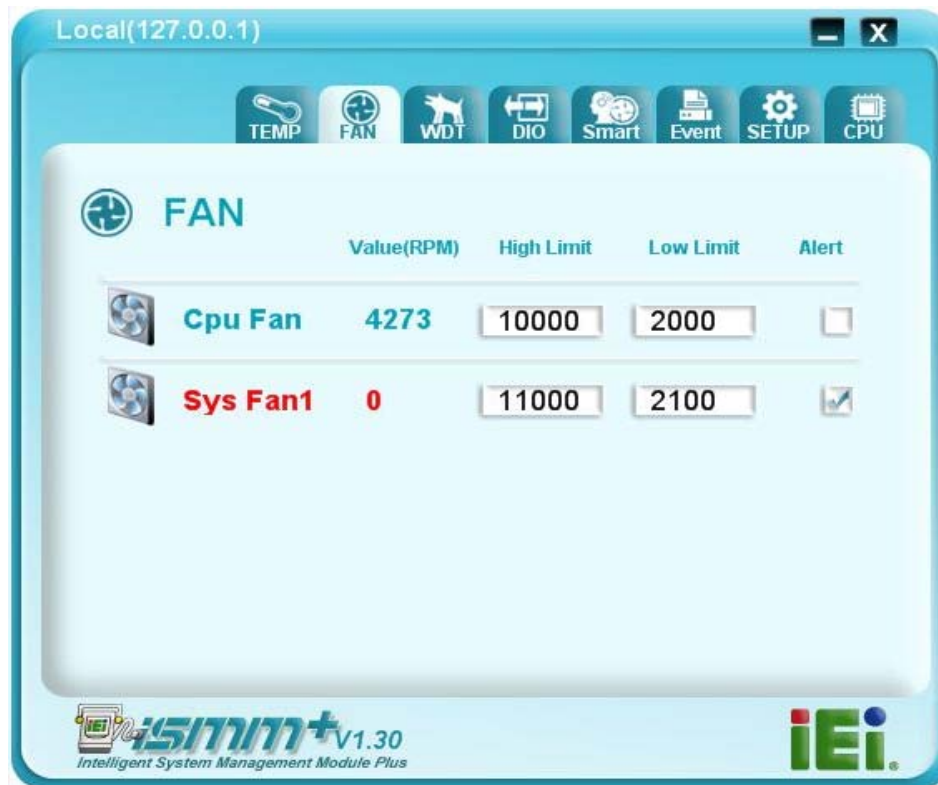 Local(127.0.0.1)
TEMP FAN WDT DIO Smart Event SETUP CPU
FAN
Value(RPM) High Limit Low Limit Alert
Cpu Fan 4273 10000 2000
Sys Fan1 0 11000 2100
iEi ismm+ V1.30 iEi
Intelligent System Management Module Plus